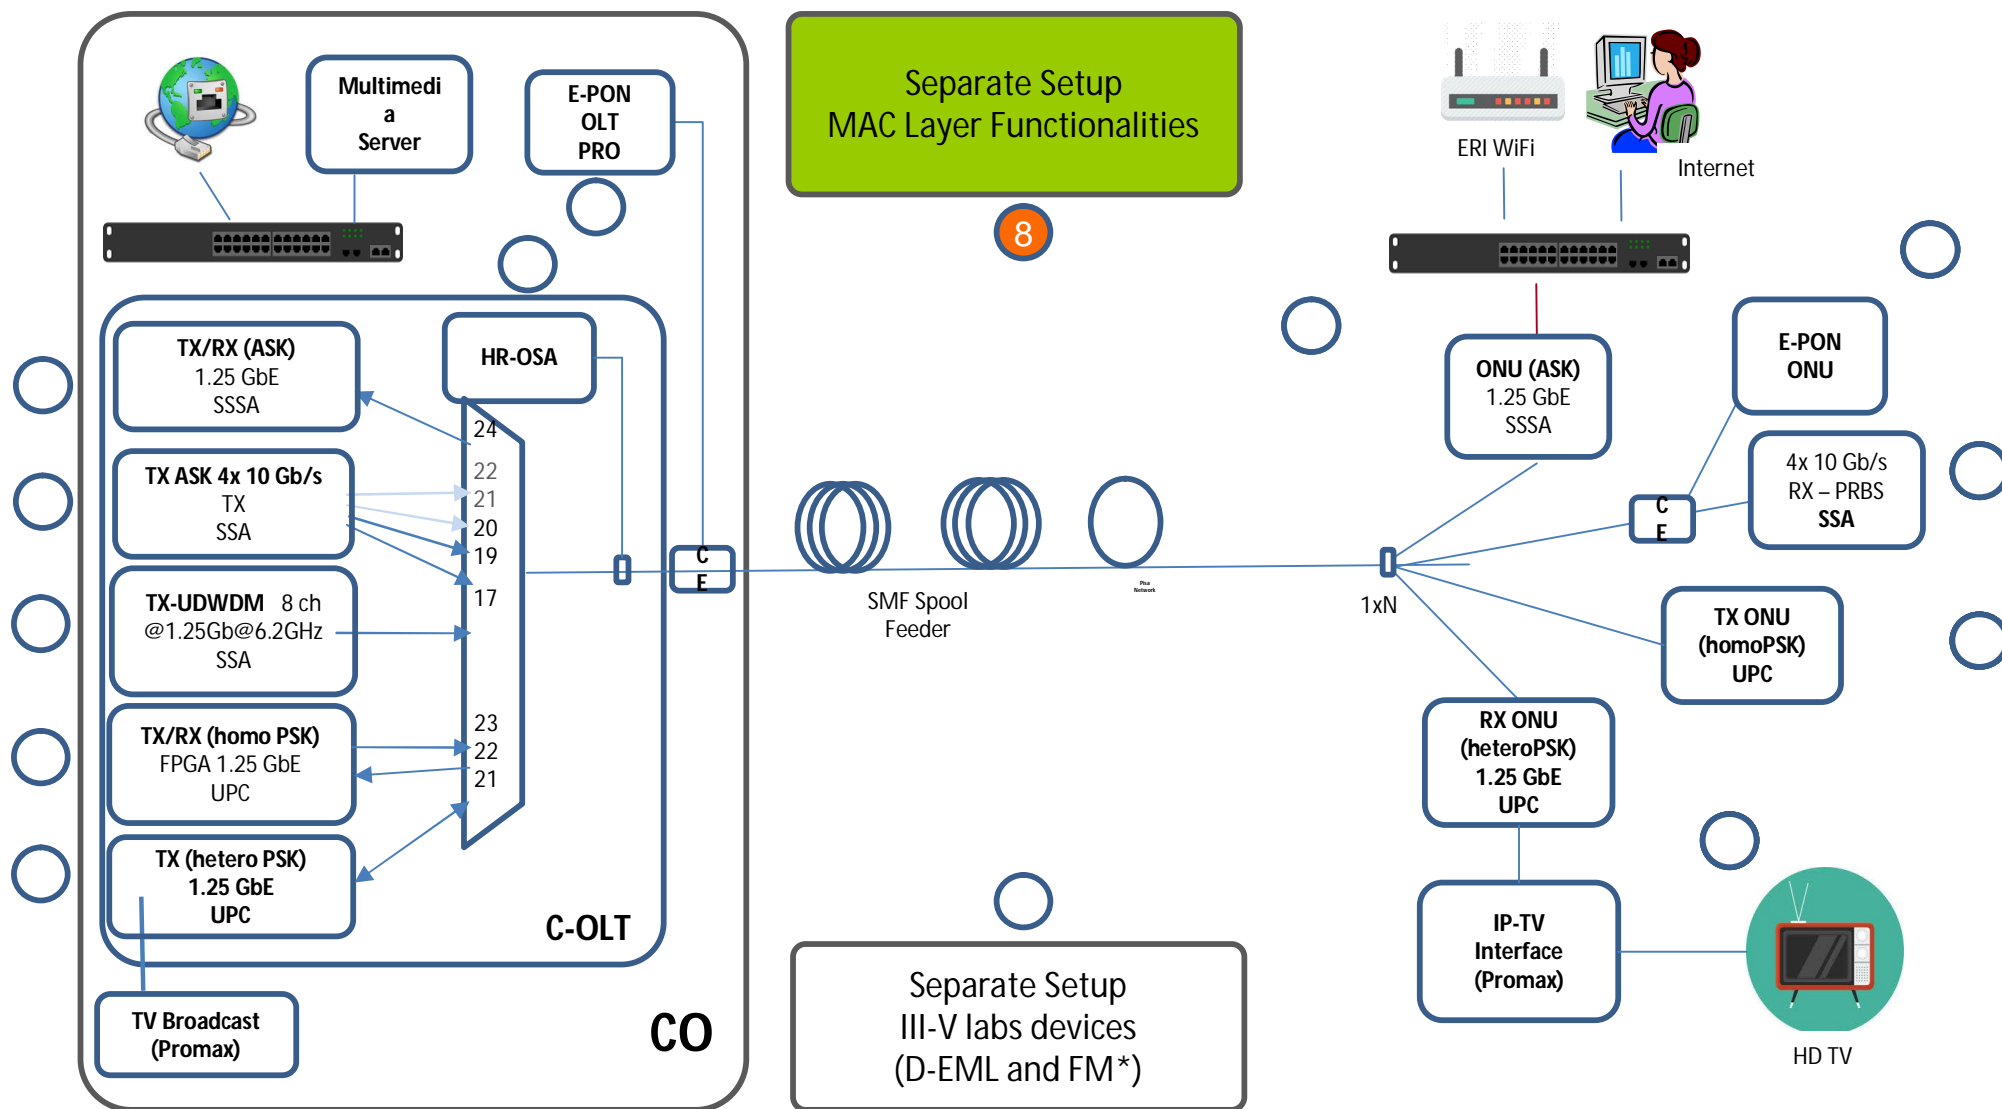 Multimedi
a
Server
E-PON
OLT
PRO
Separate Setup
MAC Layer Functionalities
8
ERI WiFi
Internet
TX/RX (ASK)
1.25 GbE
SSSA
HR-OSA
TX ASK 4x 10 Gb/s
TX
SSA
TX-UDWDM 8 ch
@1.25Gb@6.2GHz
SSA
TX/RX (homo PSK)
FPGA 1.25 GbE
UPC
TX (hetero PSK)
1.25 GbE
UPC
24
22
21
20
19
17
23
22
21
C-OLT
TV Broadcast
(Promax)
CO
C
E
SMF Spool
Feeder
Pisa
Network
1xN
Separate Setup
III-V labs devices
(D-EML and FM*)
ONU (ASK)
1.25 GbE
SSSA
E-PON
ONU
C
E
4x 10 Gb/s
RX – PRBS
SSA
TX ONU
(homoPSK)
UPC
RX ONU
(heteroPSK)
1.25 GbE
UPC
IP-TV
Interface
(Promax)
HD TV